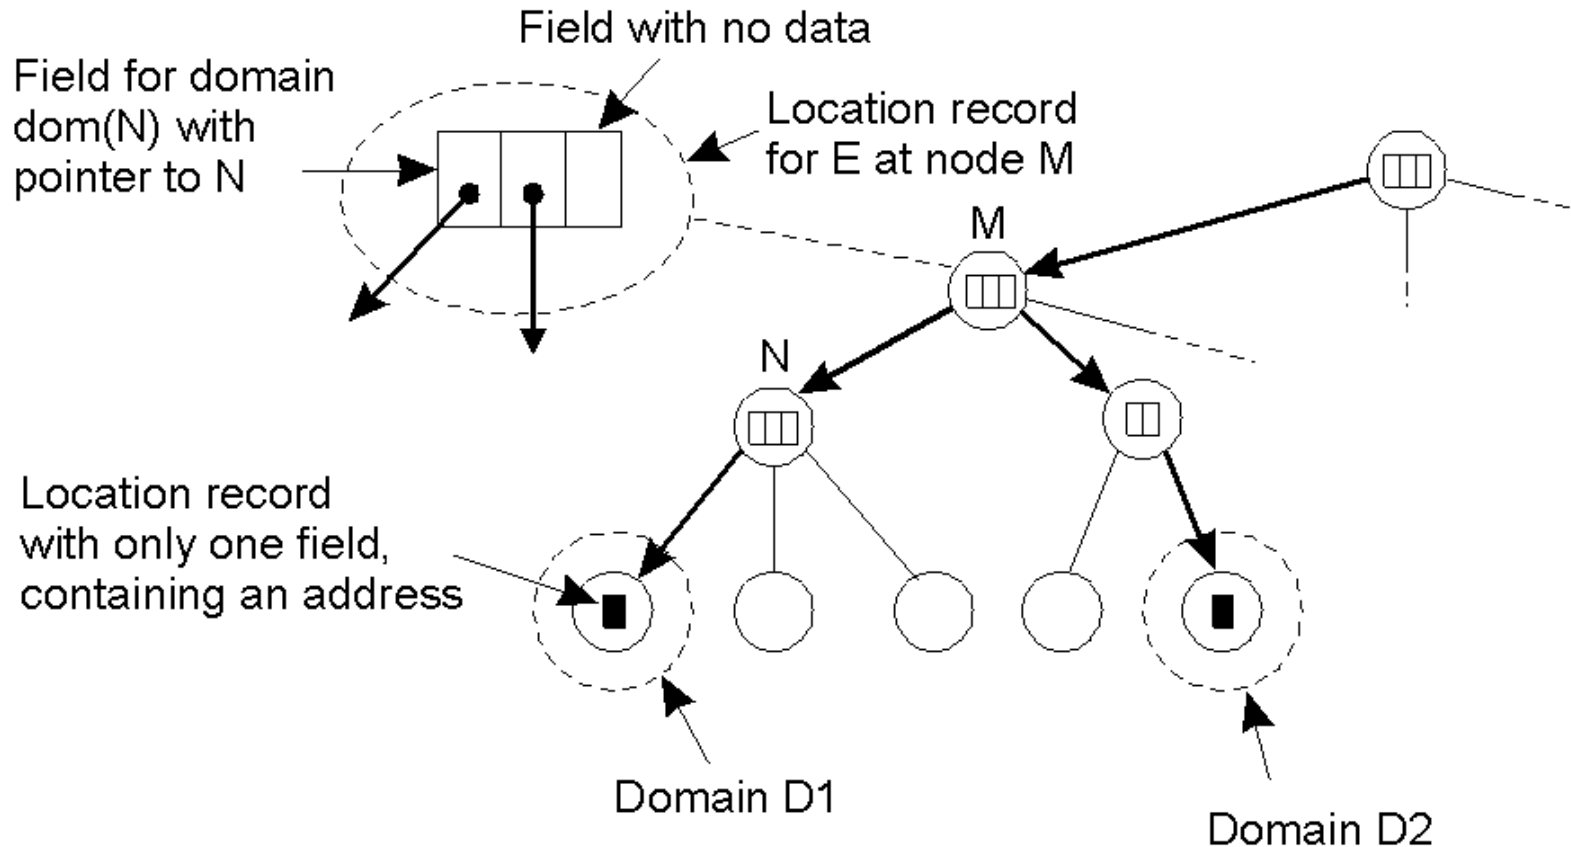 Field with no data
Field for domain
dom(N) with
pointer to N
Location record
for E at node M
M
N
Location record
with only one field,
containing an address
Domain D1
Domain D2